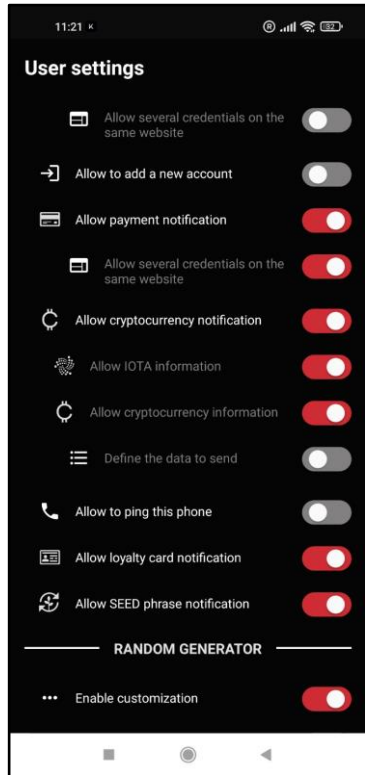 11:21 K ® 82
User settings
Allow several credentials on the
same website
Allow to add a new account
Allow payment notification
Allow several credentials on the
same website
Allow cryptocurrency notification
Allow IOTA information
Allow cryptocurrency information
Define the data to send
Allow to ping this phone
Allow loyalty card notification
Allow SEED phrase notification
RANDOM GENERATOR
Enable customization